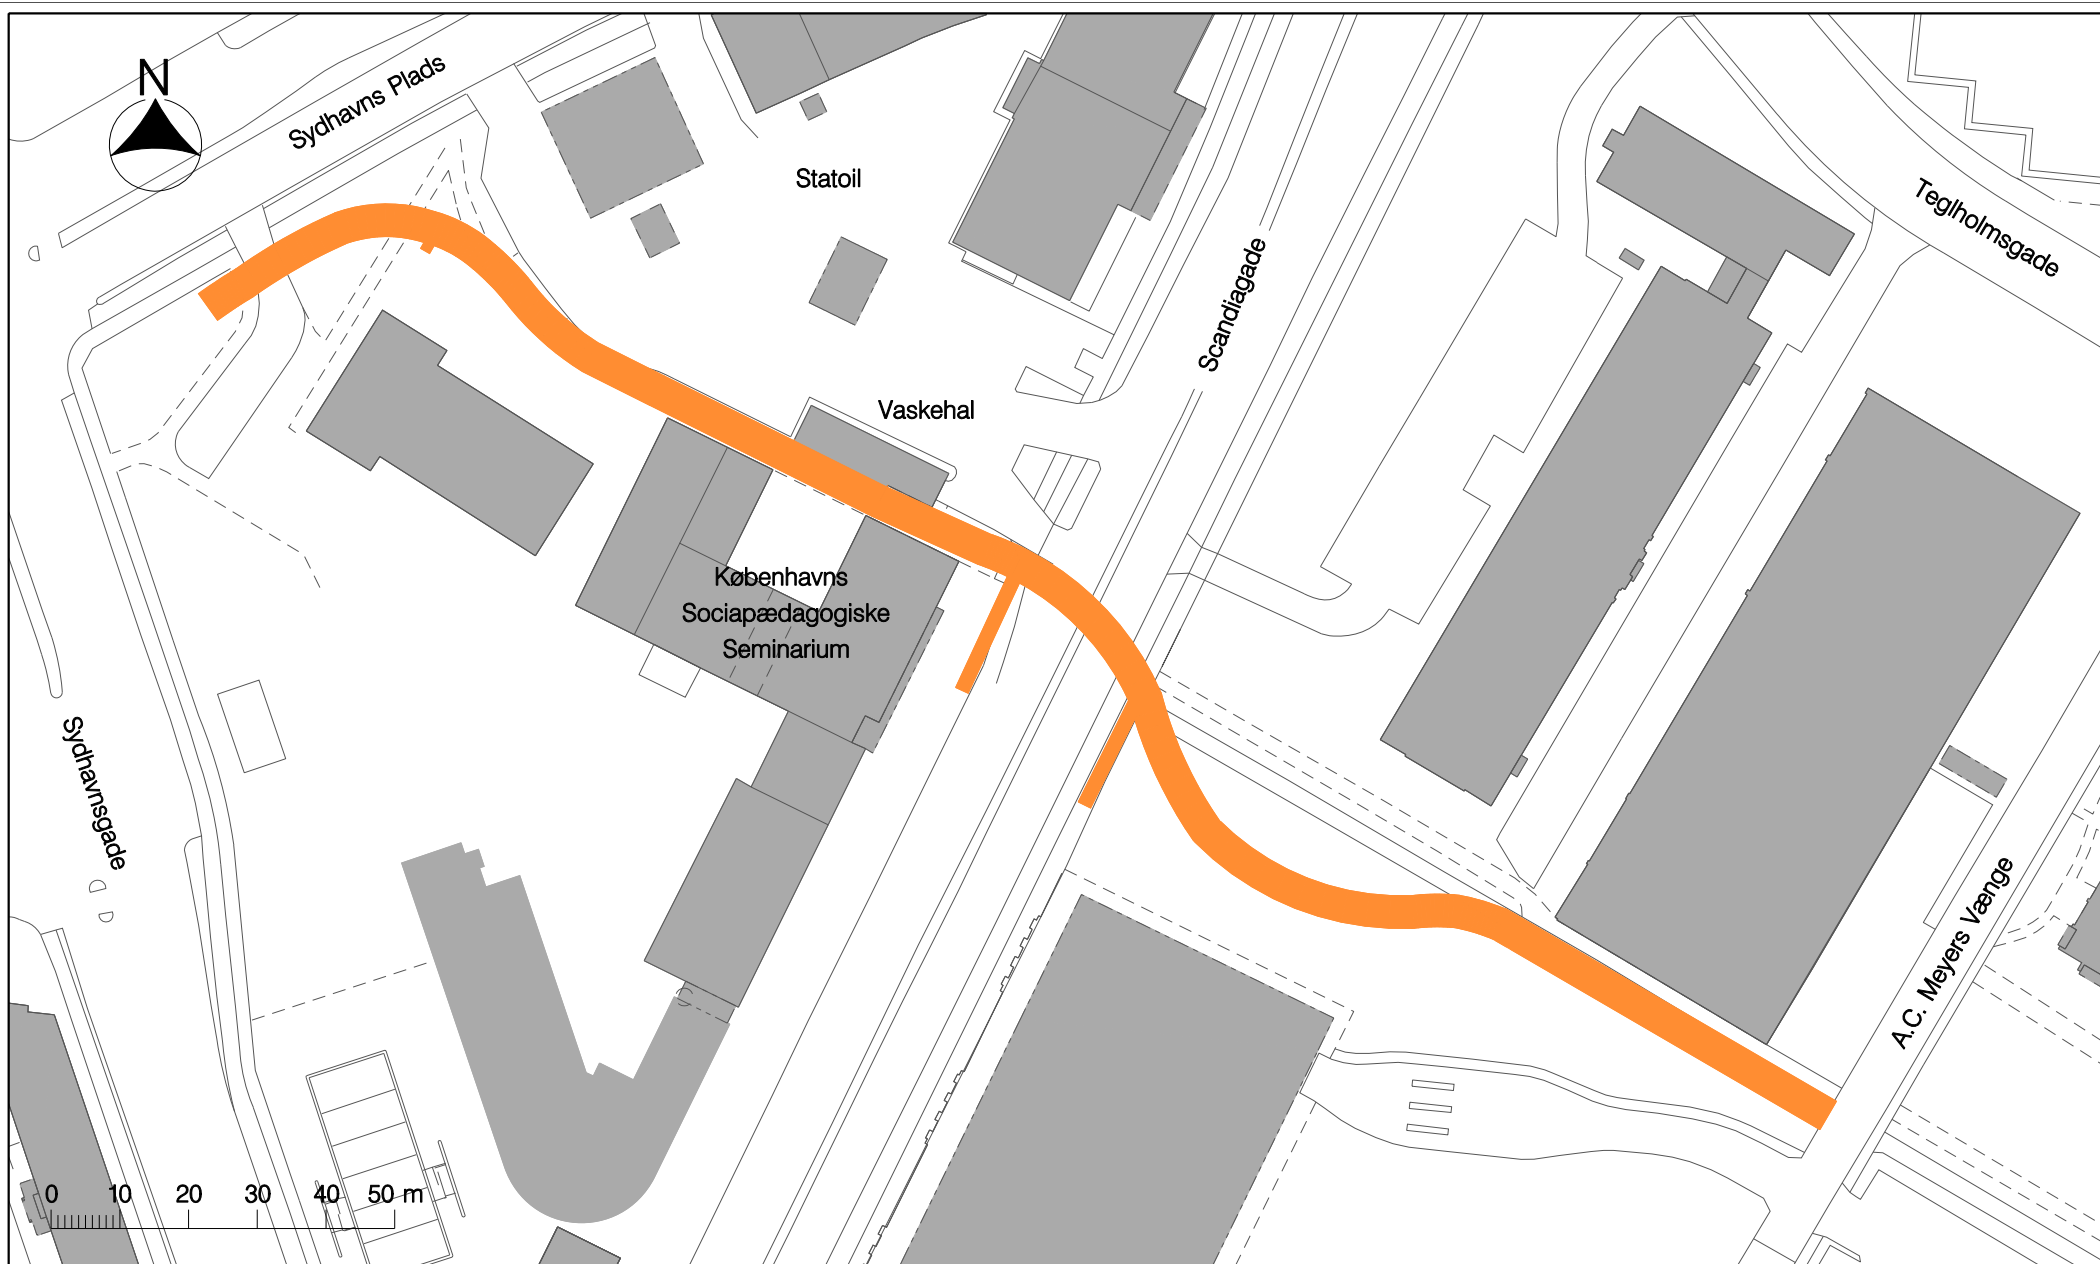 N
Sydhavns Plads
Statoil
Teglholmsgade
Scandiagade
Vaskehal
Københavns
Sociapædagogiske
Seminarium
Sydhavnsgade
A.C. Meyers Vænge
0 10 20 30 40 50 m